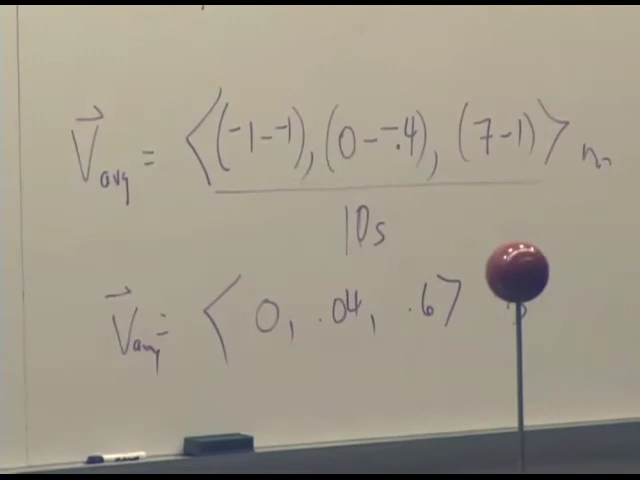 V⃗avg = <(-1--1), (0--.4), (7-1)> m
10s
V⃗avg = <0, .04, .6>